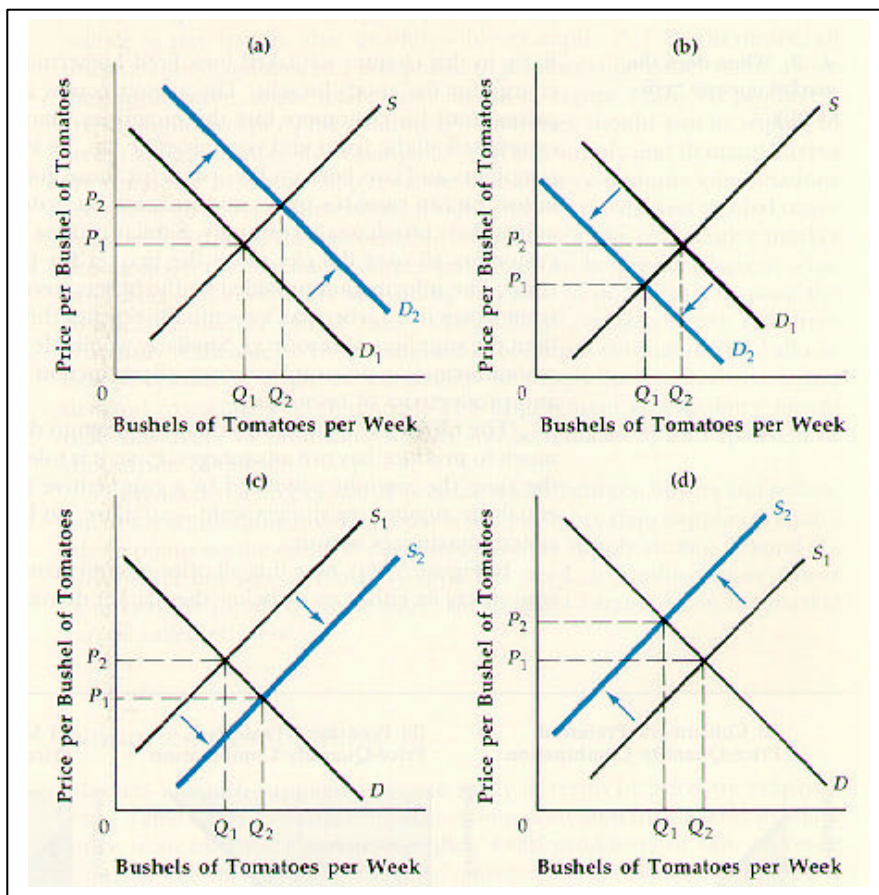 (a)
Price per Bushel of Tomatoes
S
P₂
P₁
D₂
D₁
0
Q₁ Q₂
Bushels of Tomatoes per Week
(b)
Price per Bushel of Tomatoes
S
P₂
P₁
D₁
D₂
0
Q₁ Q₂
Bushels of Tomatoes per Week
(c)
Price per Bushel of Tomatoes
S₁
S₂
P₂
P₁
D
0
Q₁ Q₂
Bushels of Tomatoes per Week
(d)
Price per Bushel of Tomatoes
S₂
S₁
P₂
P₁
D
0
Q₁ Q₂
Bushels of Tomatoes per Week